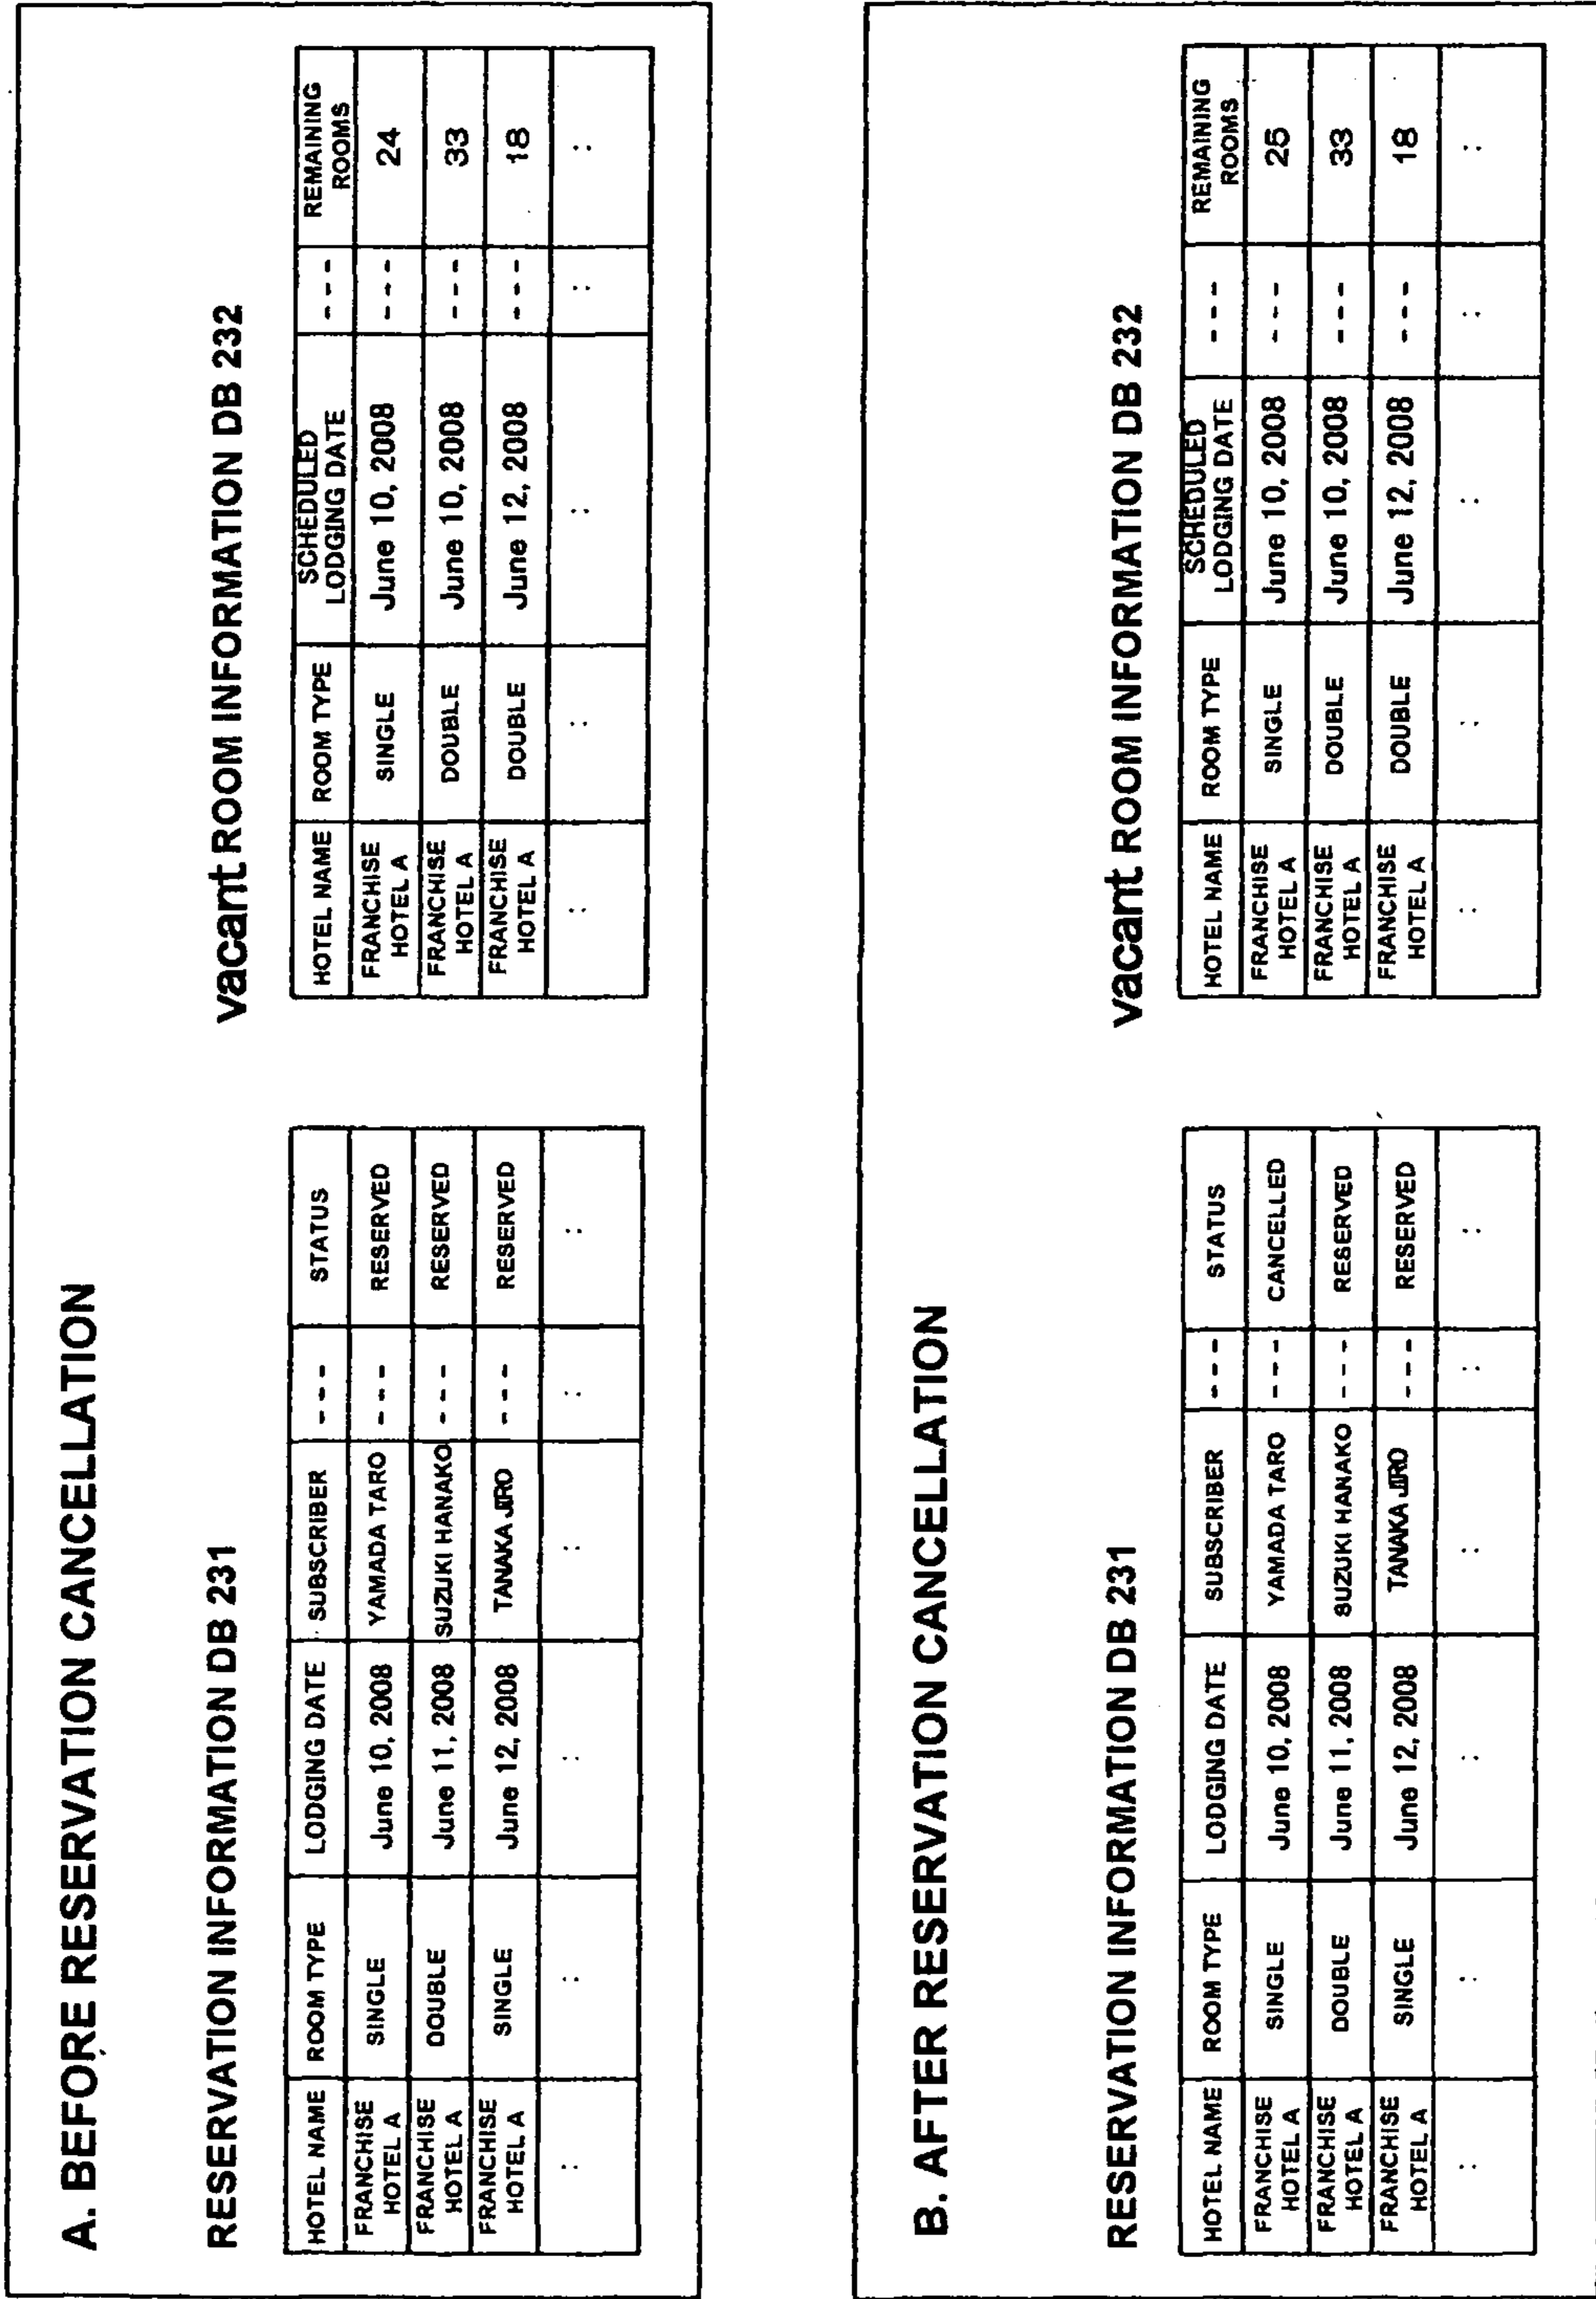 A. BEFORE RESERVATION CANCELLATION
RESERVATION INFORMATION DB 231
HOTEL NAME ROOM TYPE LODGING DATE SUBSCRIBER --- STATUS
FRANCHISE HOTEL A SINGLE June 10, 2008 YAMADA TARO --- RESERVED
FRANCHISE HOTEL A DOUBLE June 11, 2008 SUZUKI HANAKO --- RESERVED
FRANCHISE HOTEL A SINGLE June 12, 2008 TANAKA JIRO --- RESERVED
: : : : : :
vacant ROOM INFORMATION DB 232
HOTEL NAME ROOM TYPE SCHEDULED LODGING DATE --- REMAINING ROOMS
FRANCHISE HOTEL A SINGLE June 10, 2008 --- 24
FRANCHISE HOTEL A DOUBLE June 10, 2008 --- 33
FRANCHISE HOTEL A DOUBLE June 12, 2008 --- 18
: : : : :
B. AFTER RESERVATION CANCELLATION
RESERVATION INFORMATION DB 231
HOTEL NAME ROOM TYPE LODGING DATE SUBSCRIBER --- STATUS
FRANCHISE HOTEL A SINGLE June 10, 2008 YAMADA TARO --- CANCELLED
FRANCHISE HOTEL A DOUBLE June 11, 2008 SUZUKI HANAKO --- RESERVED
FRANCHISE HOTEL A SINGLE June 12, 2008 TANAKA JIRO --- RESERVED
: : : : : :
vacant ROOM INFORMATION DB 232
HOTEL NAME ROOM TYPE SCHEDULED LODGING DATE --- REMAINING ROOMS
FRANCHISE HOTEL A SINGLE June 10, 2008 --- 25
FRANCHISE HOTEL A DOUBLE June 10, 2008 --- 33
FRANCHISE HOTEL A DOUBLE June 12, 2008 --- 18
: : : : :